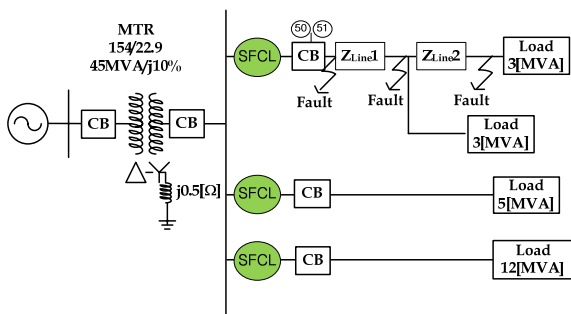 MTR
154/22.9
45MVA/j10%
CB
CB
j0.5[Ω]
SFCL
50 51
CB
ZLine1
ZLine2
Load
3[MVA]
Fault
Fault
Fault
Load
3[MVA]
SFCL
CB
Load
5[MVA]
SFCL
CB
Load
12[MVA]